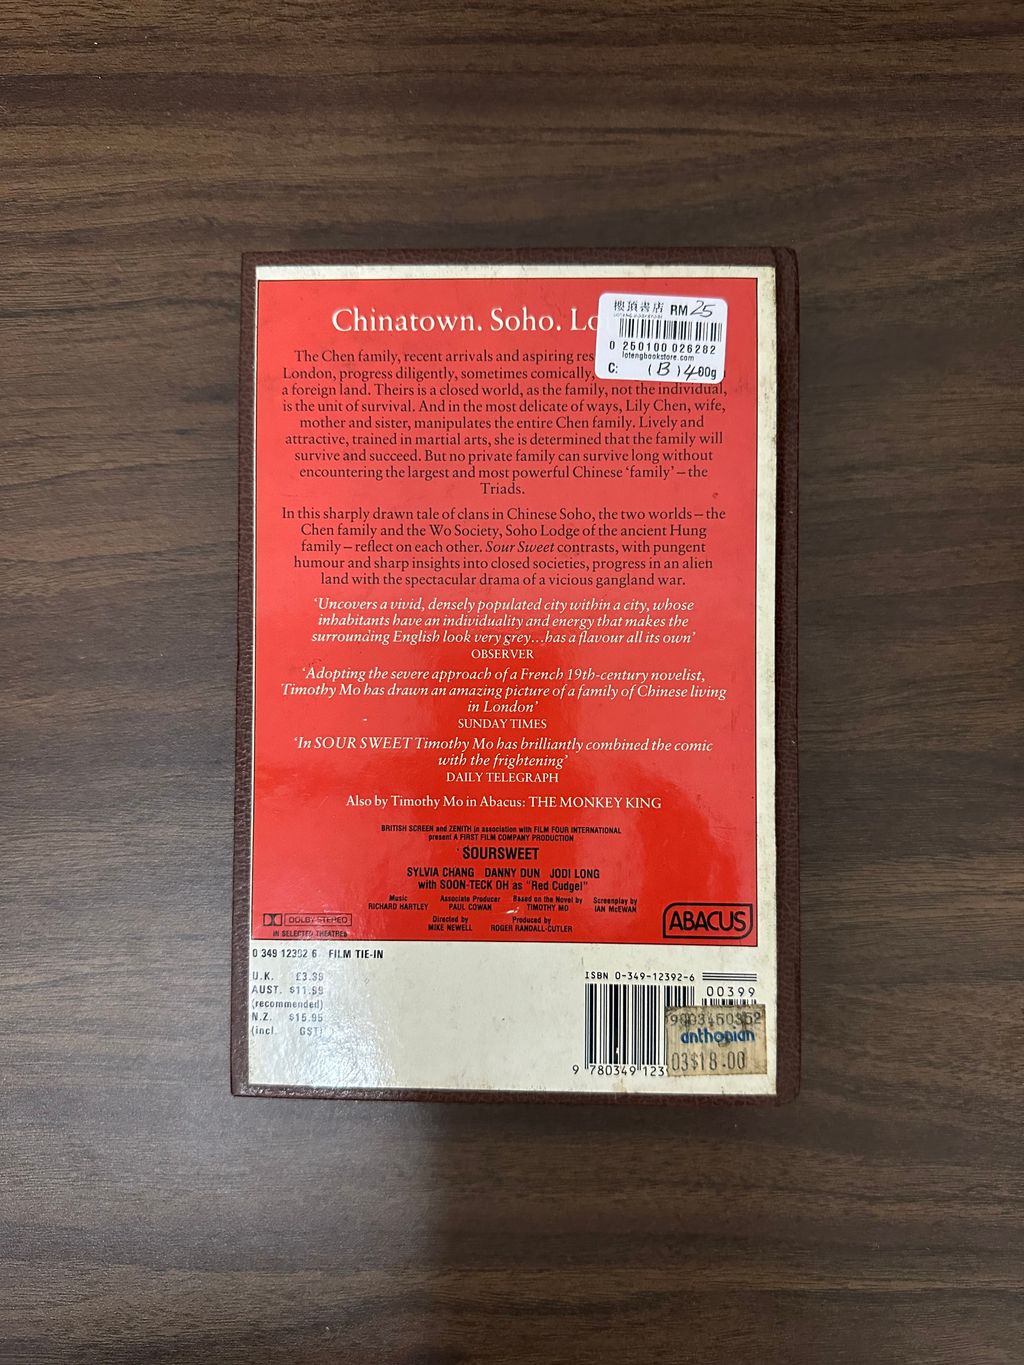 Chinatown. Soho. Lo
樓頂書店 RM 25
0 250100 026282
lotengbookstore.com
C: (B) 400g
The Chen family, recent arrivals and aspiring res
London, progress diligently, sometimes comically,
a foreign land. Theirs is a closed world, as the family, not the individual,
is the unit of survival. And in the most delicate of ways, Lily Chen, wife,
mother and sister, manipulates the entire Chen family. Lively and
attractive, trained in martial arts, she is determined that the family will
survive and succeed. But no private family can survive long without
encountering the largest and most powerful Chinese ‘family’ – the
Triads.
In this sharply drawn tale of clans in Chinese Soho, the two worlds – the
Chen family and the Wo Society, Soho Lodge of the ancient Hung
family – reflect on each other. Sour Sweet contrasts, with pungent
humour and sharp insights into closed societies, progress in an alien
land with the spectacular drama of a vicious gangland war.
‘Uncovers a vivid, densely populated city within a city, whose
inhabitants have an individuality and energy that makes the
surrounding English look very grey...has a flavour all its own’
OBSERVER
‘Adopting the severe approach of a French 19th-century novelist,
Timothy Mo has drawn an amazing picture of a family of Chinese living
in London’
SUNDAY TIMES
‘In SOUR SWEET Timothy Mo has brilliantly combined the comic
with the frightening’
DAILY TELEGRAPH
Also by Timothy Mo in Abacus: THE MONKEY KING
BRITISH SCREEN and ZENITH in association with FILM FOUR INTERNATIONAL
present A FIRST FILM COMPANY PRODUCTION
SOURSWEET
SYLVIA CHANG DANNY DUN JODI LONG
with SOON-TECK OH as "Red Cudgel"
Music Associate Producer Based on the Novel by Screenplay by
RICHARD HARTLEY PAUL COWAN TIMOTHY MO IAN McEWAN
Directed by Produced by
MIKE NEWELL ROGER RANDALL-CUTLER
DOLBY STEREO
IN SELECTED THEATRES
ABACUS
0 349 12392 6 FILM TIE-IN
U.K. £3.99
AUST. $11.99
(recommended)
N.Z. $15.95
(incl. GST)
ISBN 0-349-12392-6
00399
anthonian
03$18.00
9 780349 123